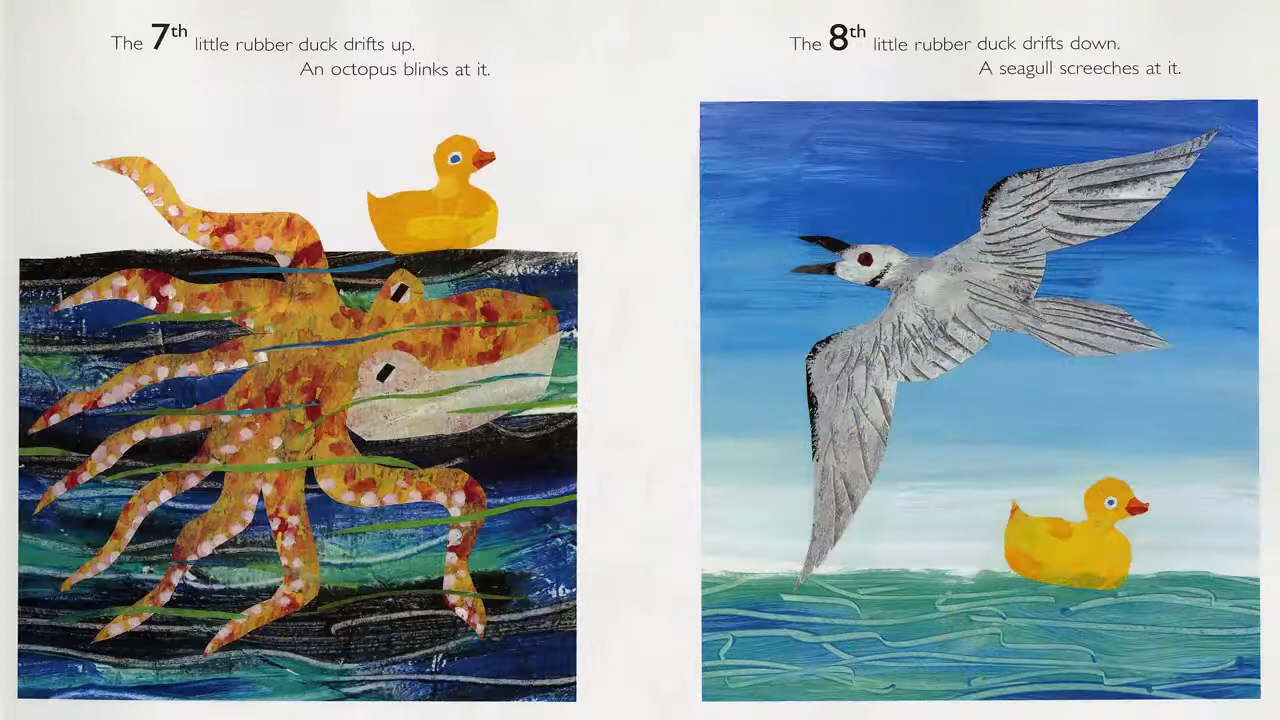 The 7th little rubber duck drifts up.
An octopus blinks at it.
The 8th little rubber duck drifts down.
A seagull screeches at it.